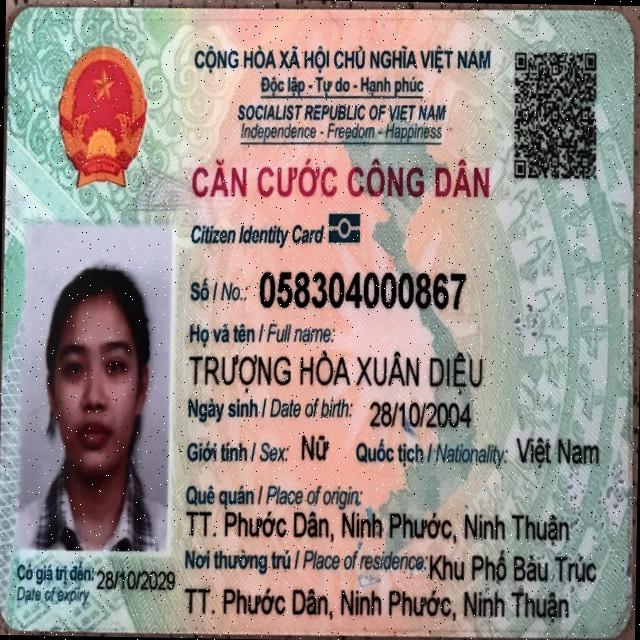 CỘNG HÒA XÃ HỘI CHỦ NGHĨA VIỆT NAM
Độc lập - Tự do - Hạnh phúc
SOCIALIST REPUBLIC OF VIET NAM
Independence - Freedom - Happiness
CĂN CƯỚC CÔNG DÂN
Citizen Identity Card
Số / No.: 058304000867
Họ và tên / Full name:
TRƯỢNG HÒA XUÂN DIỆU
Ngày sinh / Date of birth: 28/10/2004
Giới tính / Sex: Nữ Quốc tịch / Nationality: Việt Nam
Quê quán / Place of origin:
TT. Phước Dân, Ninh Phước, Ninh Thuận
Nơi thường trú / Place of residence: Khu Phố Bàu Trúc
TT. Phước Dân, Ninh Phước, Ninh Thuận
Có giá trị đến: 28/10/2029
Date of expiry